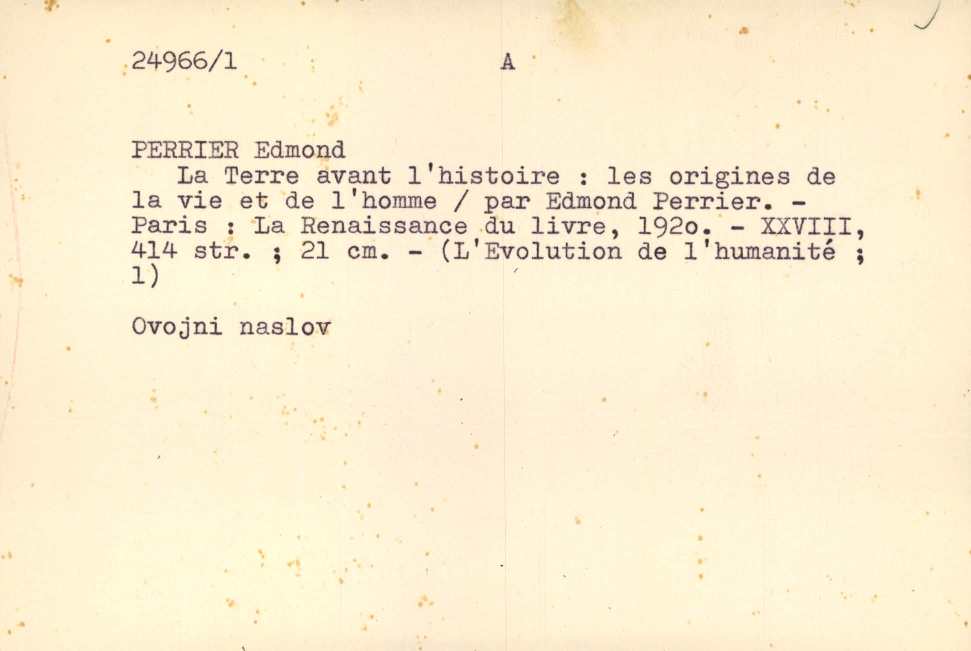 24966/1 A
PERRIER Edmond
La Terre avant l'histoire : les origines de
la vie et de l'homme / par Edmond Perrier. -
Paris : La Renaissance du livre, 192o. - XXVIII,
414 str. ; 21 cm. - (L'Evolution de l'humanité ;
1)
Ovojni naslov